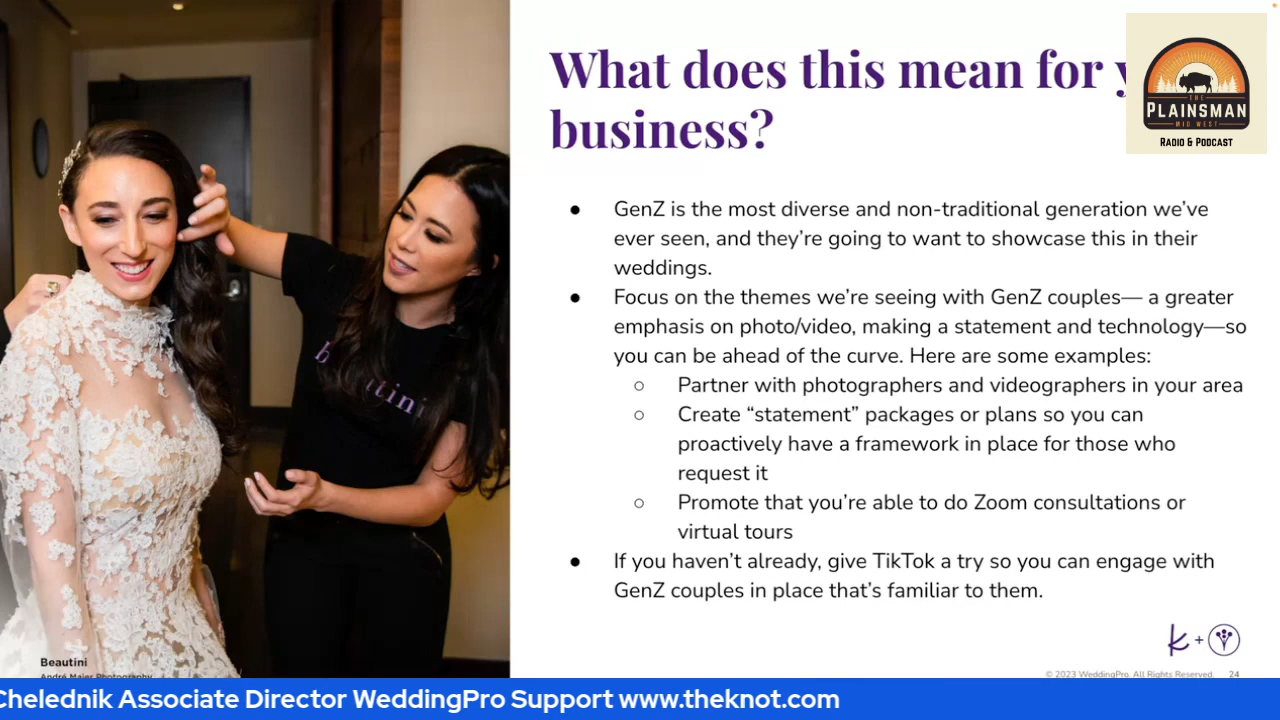 What does this mean for
business?
THE
PLAINSMAN
MID WEST
RADIO & PODCAST
● GenZ is the most diverse and non-traditional generation we’ve
ever seen, and they’re going to want to showcase this in their
weddings.
● Focus on the themes we’re seeing with GenZ couples— a greater
emphasis on photo/video, making a statement and technology—so
you can be ahead of the curve. Here are some examples:
○ Partner with photographers and videographers in your area
○ Create “statement” packages or plans so you can
proactively have a framework in place for those who
request it
○ Promote that you’re able to do Zoom consultations or
virtual tours
● If you haven’t already, give TikTok a try so you can engage with
GenZ couples in place that’s familiar to them.
k +
© 2023 WeddingPro. All Rights Reserved. 24
Beautini
André Maier Photography
Chelednik Associate Director WeddingPro Support www.theknot.com